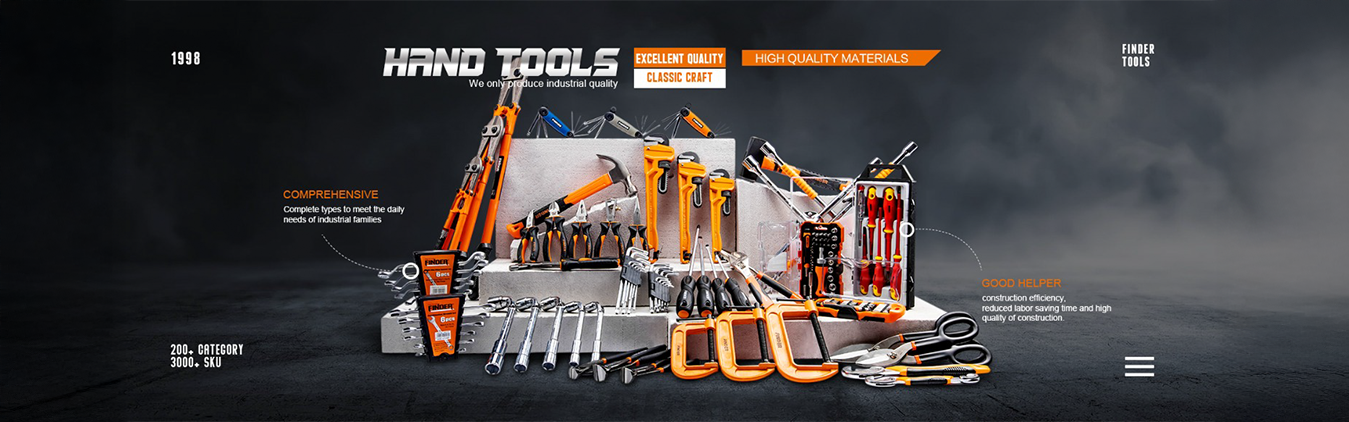 1998
HAND TOOLS
We only produce industrial quality
EXCELLENT QUALITY
CLASSIC CRAFT
HIGH QUALITY MATERIALS
FINDER
TOOLS
COMPREHENSIVE
Complete types to meet the daily
needs of industrial families
FINDER
6pcs
FINDER
6pcs
GOOD HELPER
construction efficiency,
reduced labor saving time and high
quality of construction.
200+ CATEGORY
3000+ SKU